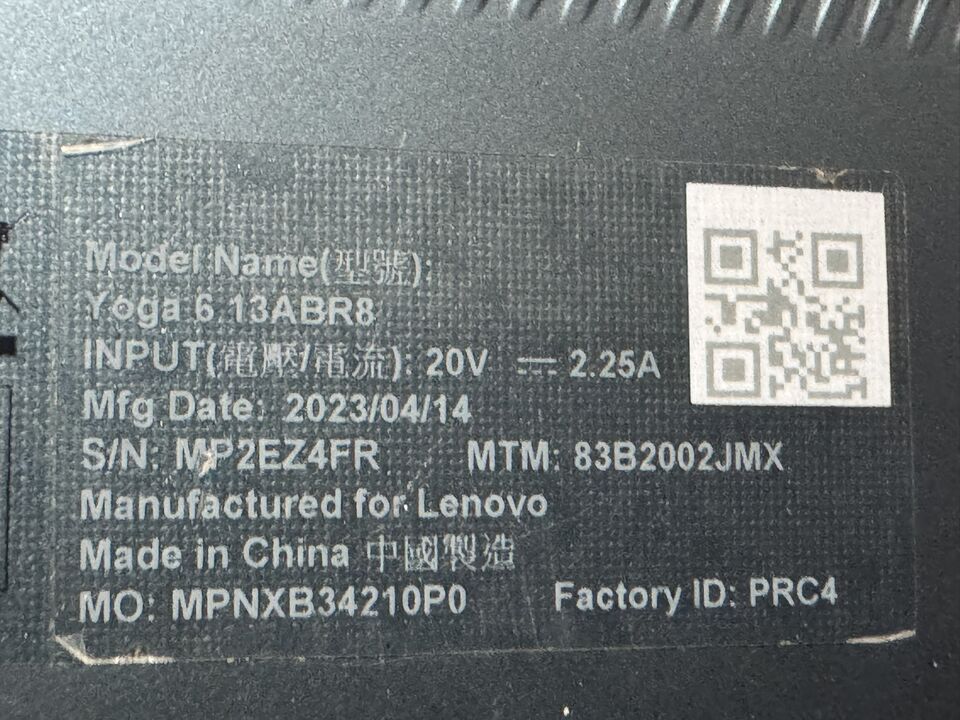 Model Name(型號):
Yoga 6 13ABR8
INPUT(電壓/電流): 20V ⎓ 2.25A
Mfg Date: 2023/04/14
S/N: MP2EZ4FR MTM: 83B2002JMX
Manufactured for Lenovo
Made in China 中國製造
MO: MPNXB34210P0 Factory ID: PRC4